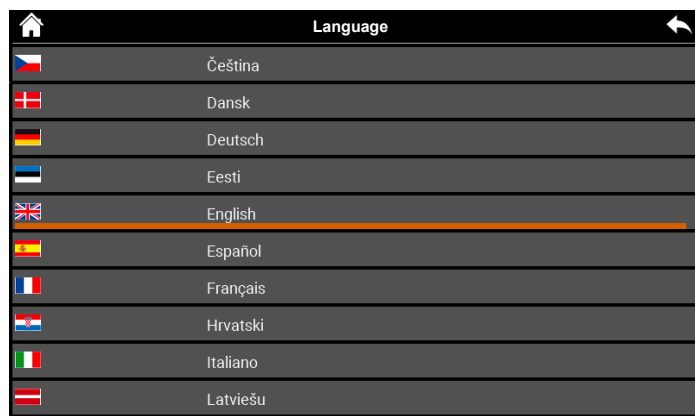 Language
Čeština
Dansk
Deutsch
Eesti
English
Español
Français
Hrvatski
Italiano
Latviešu